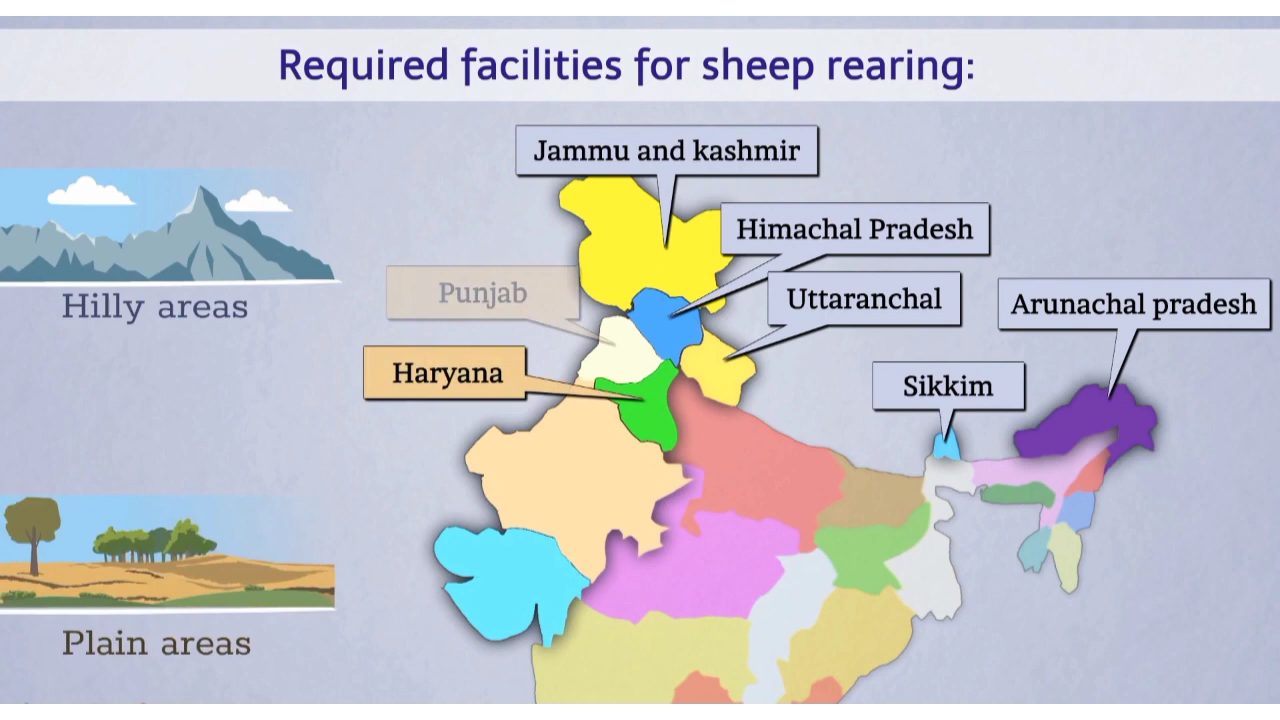 Required facilities for sheep rearing:
Jammu and kashmir
Himachal Pradesh
Punjab
Uttaranchal
Arunachal pradesh
Hilly areas
Haryana
Sikkim
Plain areas